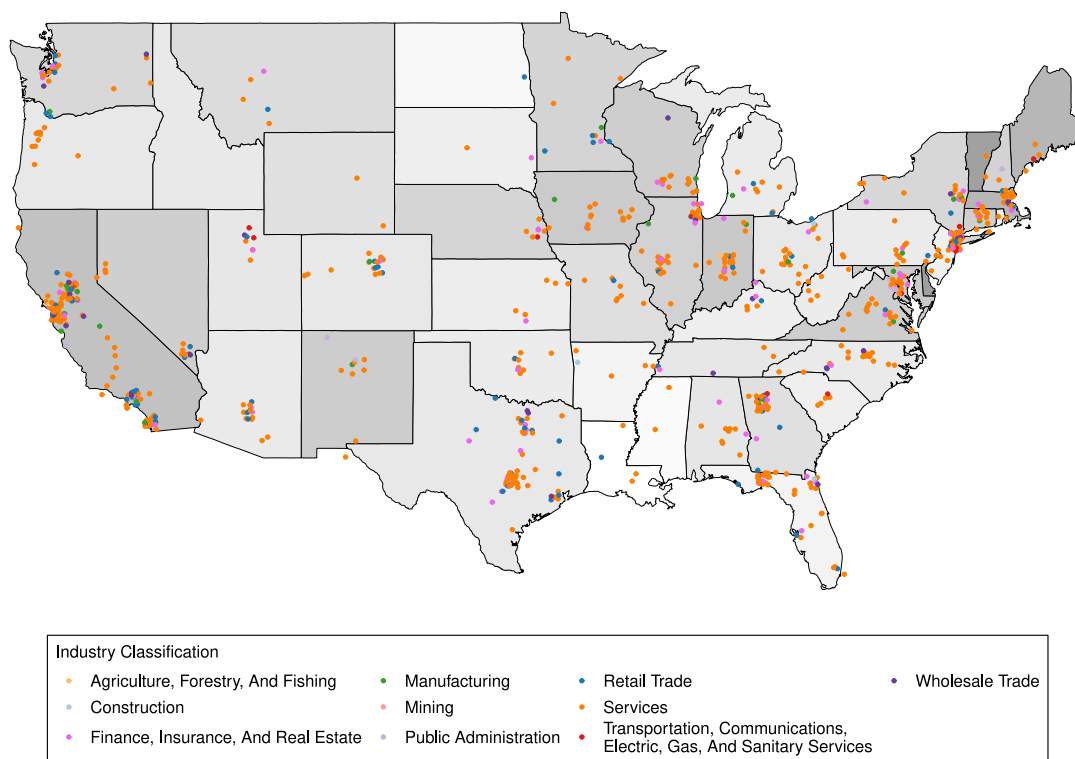 Industry Classification
Agriculture, Forestry, And Fishing
Construction
Finance, Insurance, And Real Estate
Manufacturing
Mining
Public Administration
Retail Trade
Services
Transportation, Communications,
Electric, Gas, And Sanitary Services
Wholesale Trade